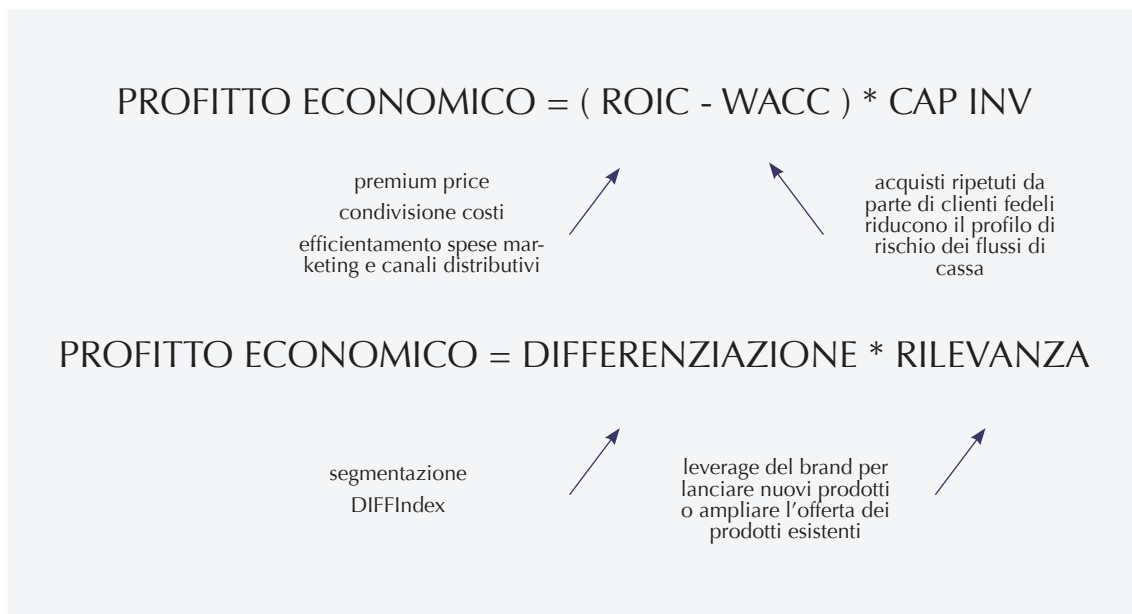 PROFITTO ECONOMICO = ( ROIC - WACC ) * CAP INV
premium price
condivisione costi
efficientamento spese mar-
keting e canali distributivi
acquisti ripetuti da
parte di clienti fedeli
riducono il profilo di
rischio dei flussi di
cassa
PROFITTO ECONOMICO = DIFFERENZIAZIONE * RILEVANZA
segmentazione
DIFFIndex
leverage del brand per
lanciare nuovi prodotti
o ampliare l'offerta dei
prodotti esistenti